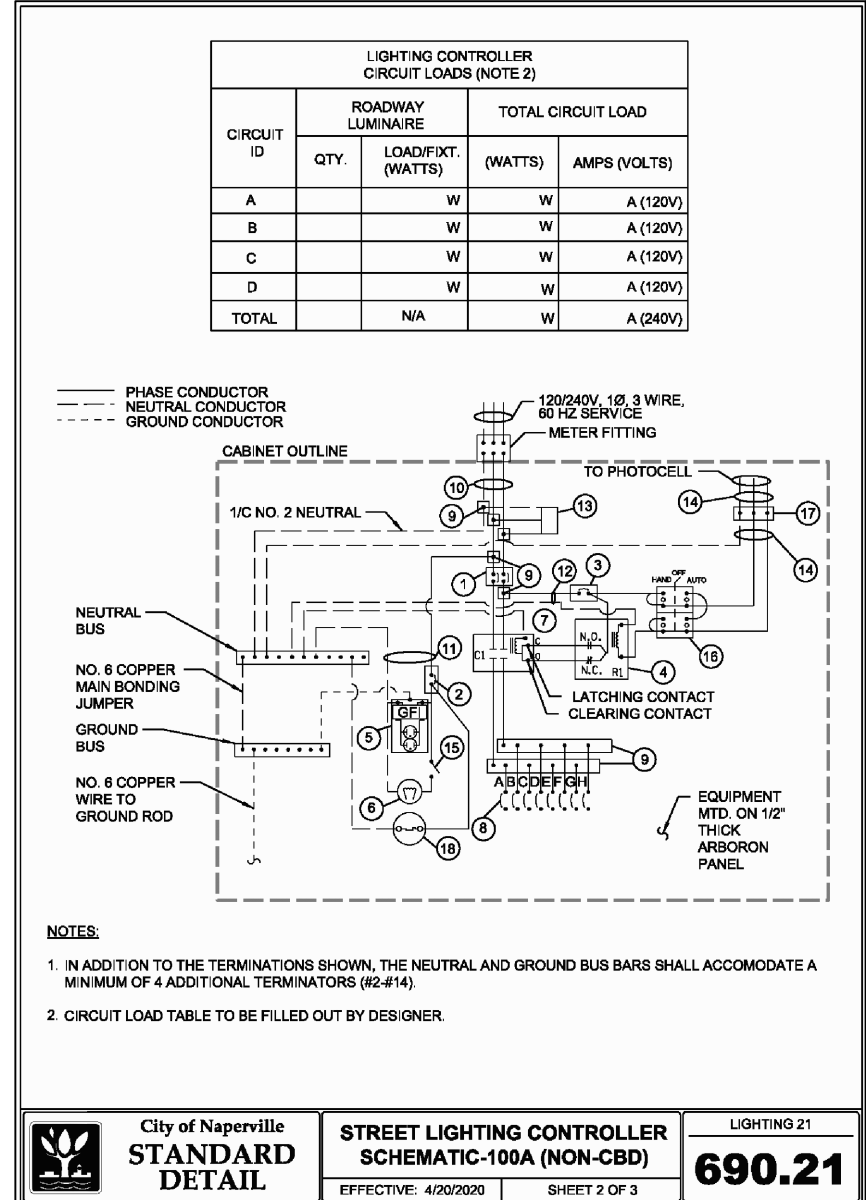 LIGHTING CONTROLLER
CIRCUIT LOADS (NOTE 2)
CIRCUIT
ID
ROADWAY
LUMINAIRE
TOTAL CIRCUIT LOAD
QTY.
LOAD/FIXT.
(WATTS)
(WATTS)
AMPS (VOLTS)
A W W A (120V)
B W W A (120V)
C W W A (120V)
D W W A (120V)
TOTAL N/A W A (240V)
PHASE CONDUCTOR
NEUTRAL CONDUCTOR
GROUND CONDUCTOR
120/240V, 1Ø, 3 WIRE,
60 HZ SERVICE
METER FITTING
CABINET OUTLINE
TO PHOTOCELL
10
14
9
13
17
1/C NO. 2 NEUTRAL
14
1
9
12
3
HAND
OFF
AUTO
NEUTRAL
BUS
7
11
C1
C
O
N.O.
N.C.
R1
4
16
NO. 6 COPPER
MAIN BONDING
JUMPER
2
LATCHING CONTACT
CLEARING CONTACT
GF
5
GROUND
BUS
15
9
A B C D E F G H
NO. 6 COPPER
WIRE TO
GROUND ROD
6
8
18
EQUIPMENT
MTD. ON 1/2"
THICK
ARBORON
PANEL
NOTES:
1. IN ADDITION TO THE TERMINATIONS SHOWN, THE NEUTRAL AND GROUND BUS BARS SHALL ACCOMODATE A
MINIMUM OF 4 ADDITIONAL TERMINATORS (#2-#14).
2. CIRCUIT LOAD TABLE TO BE FILLED OUT BY DESIGNER.
City of Naperville
STANDARD
DETAIL
STREET LIGHTING CONTROLLER
SCHEMATIC-100A (NON-CBD)
EFFECTIVE: 4/20/2020
SHEET 2 OF 3
LIGHTING 21
690.21